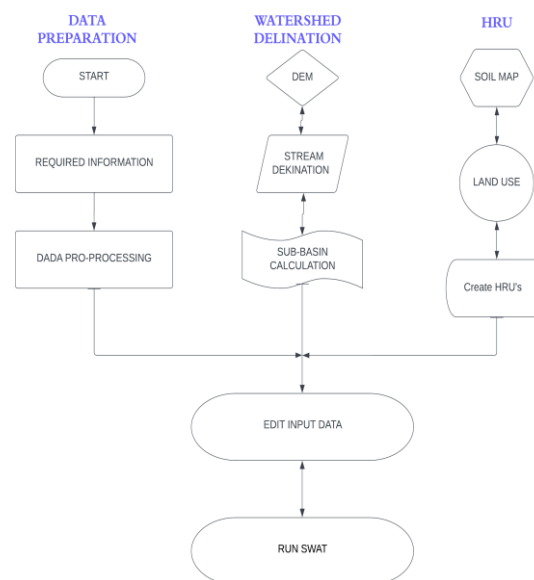 DATA
PREPARATION
START
REQUIRED INFORMATION
DADA PRO-PROCESSING
WATERSHED
DELINATION
DEM
STREAM
DEKINATION
SUB-BASIN
CALCULATION
HRU
SOIL MAP
LAND USE
Create HRU's
EDIT INPUT DATA
RUN SWAT